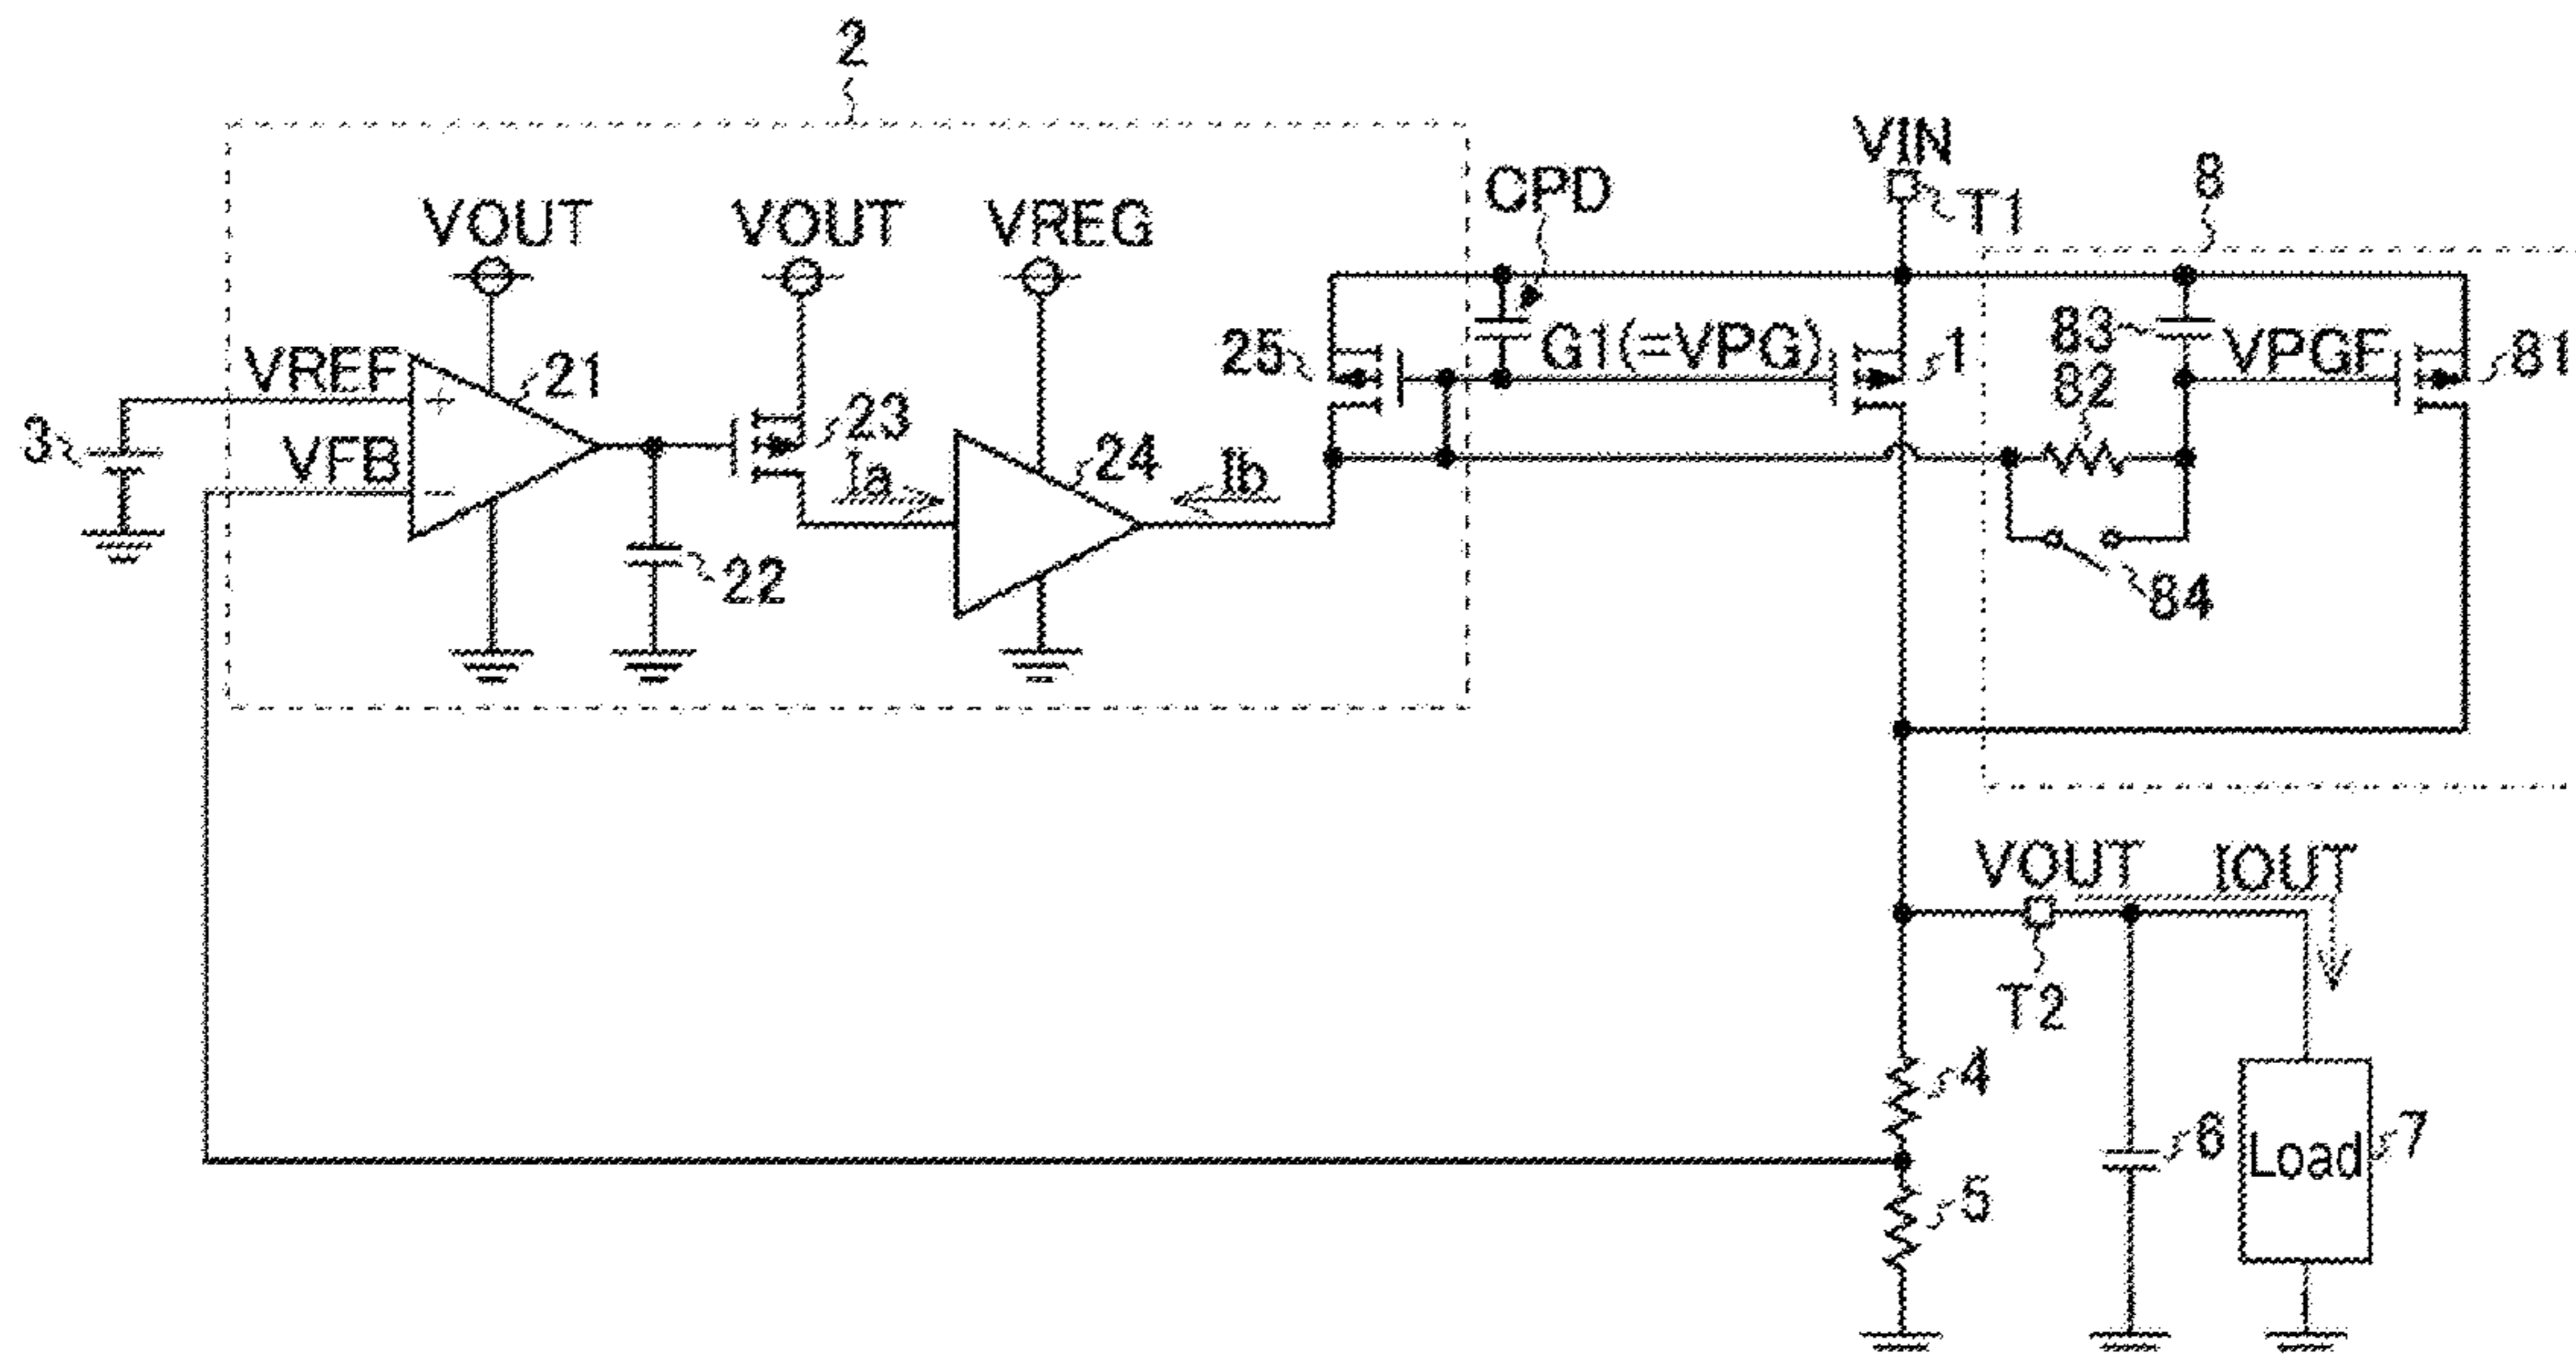 2
VIN
T1
8
CPD
VOUT
VOUT
VREG
25
G1(=VPG)
1
83
VPGF
81
82
VREF
21
+
23
3
VFB
Ia
24
Ib
-
22
84
VOUT
IOUT
T2
4
6
Load
7
5